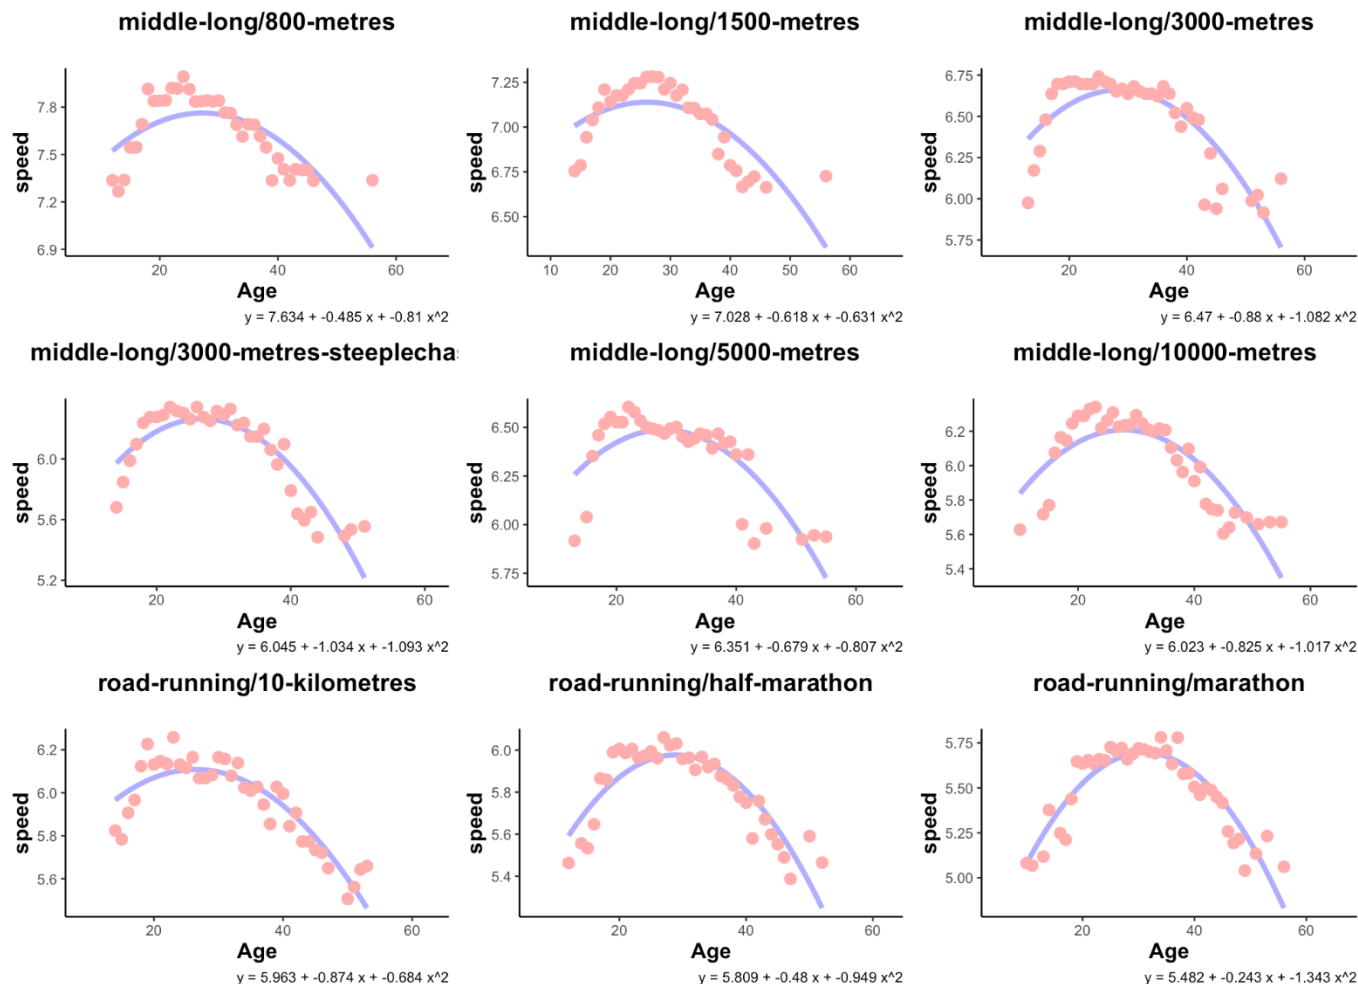 middle-long/800-metres
speed
7.8
7.5
7.2
6.9
20
40
60
Age
y = 7.634 + -0.485 x + -0.81 x^2
middle-long/1500-metres
speed
7.25
7.00
6.75
6.50
10
20
30
40
50
60
Age
y = 7.028 + -0.618 x + -0.631 x^2
middle-long/3000-metres
speed
6.75
6.50
6.25
6.00
5.75
20
40
60
Age
y = 6.47 + -0.88 x + -1.082 x^2
middle-long/3000-metres-steeplecha
speed
6.0
5.6
5.2
20
40
60
Age
y = 6.045 + -1.034 x + -1.093 x^2
middle-long/5000-metres
speed
6.50
6.25
6.00
5.75
20
40
60
Age
y = 6.351 + -0.679 x + -0.807 x^2
middle-long/10000-metres
speed
6.2
6.0
5.8
5.6
5.4
20
40
60
Age
y = 6.023 + -0.825 x + -1.017 x^2
road-running/10-kilometres
speed
6.2
6.0
5.8
5.6
20
40
60
Age
y = 5.963 + -0.874 x + -0.684 x^2
road-running/half-marathon
speed
6.0
5.8
5.6
5.4
20
40
60
Age
y = 5.809 + -0.48 x + -0.949 x^2
road-running/marathon
speed
5.75
5.50
5.25
5.00
20
40
60
Age
y = 5.482 + -0.243 x + -1.343 x^2